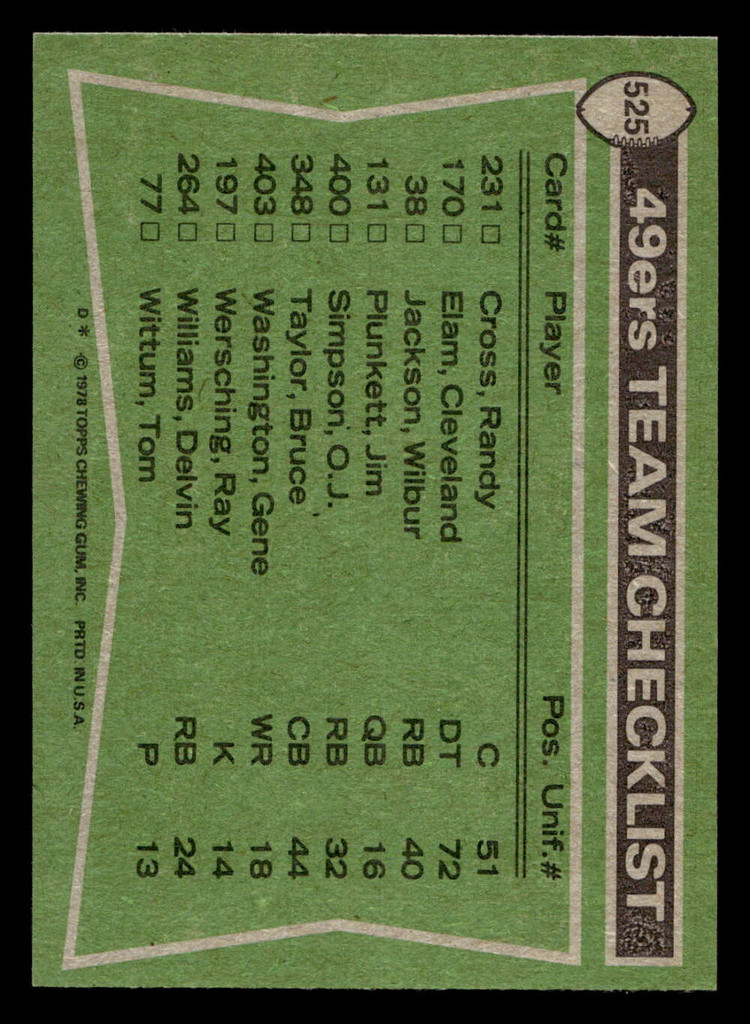 525
49ers TEAM CHECKLIST
Card# Player Pos. Unif.#
231□ Cross, Randy C 51
170□ Elam, Cleveland DT 72
38□ Jackson, Wilbur RB 40
131□ Plunkett, Jim QB 16
400□ Simpson, O.J. RB 32
348□ Taylor, Bruce CB 44
403□ Washington, Gene WR 18
197□ Wersching, Ray K 14
264□ Williams, Delvin RB 24
77□ Wittum, Tom P 13
D* © 1978 TOPPS CHEWING GUM, INC. PRTD. IN U.S.A.